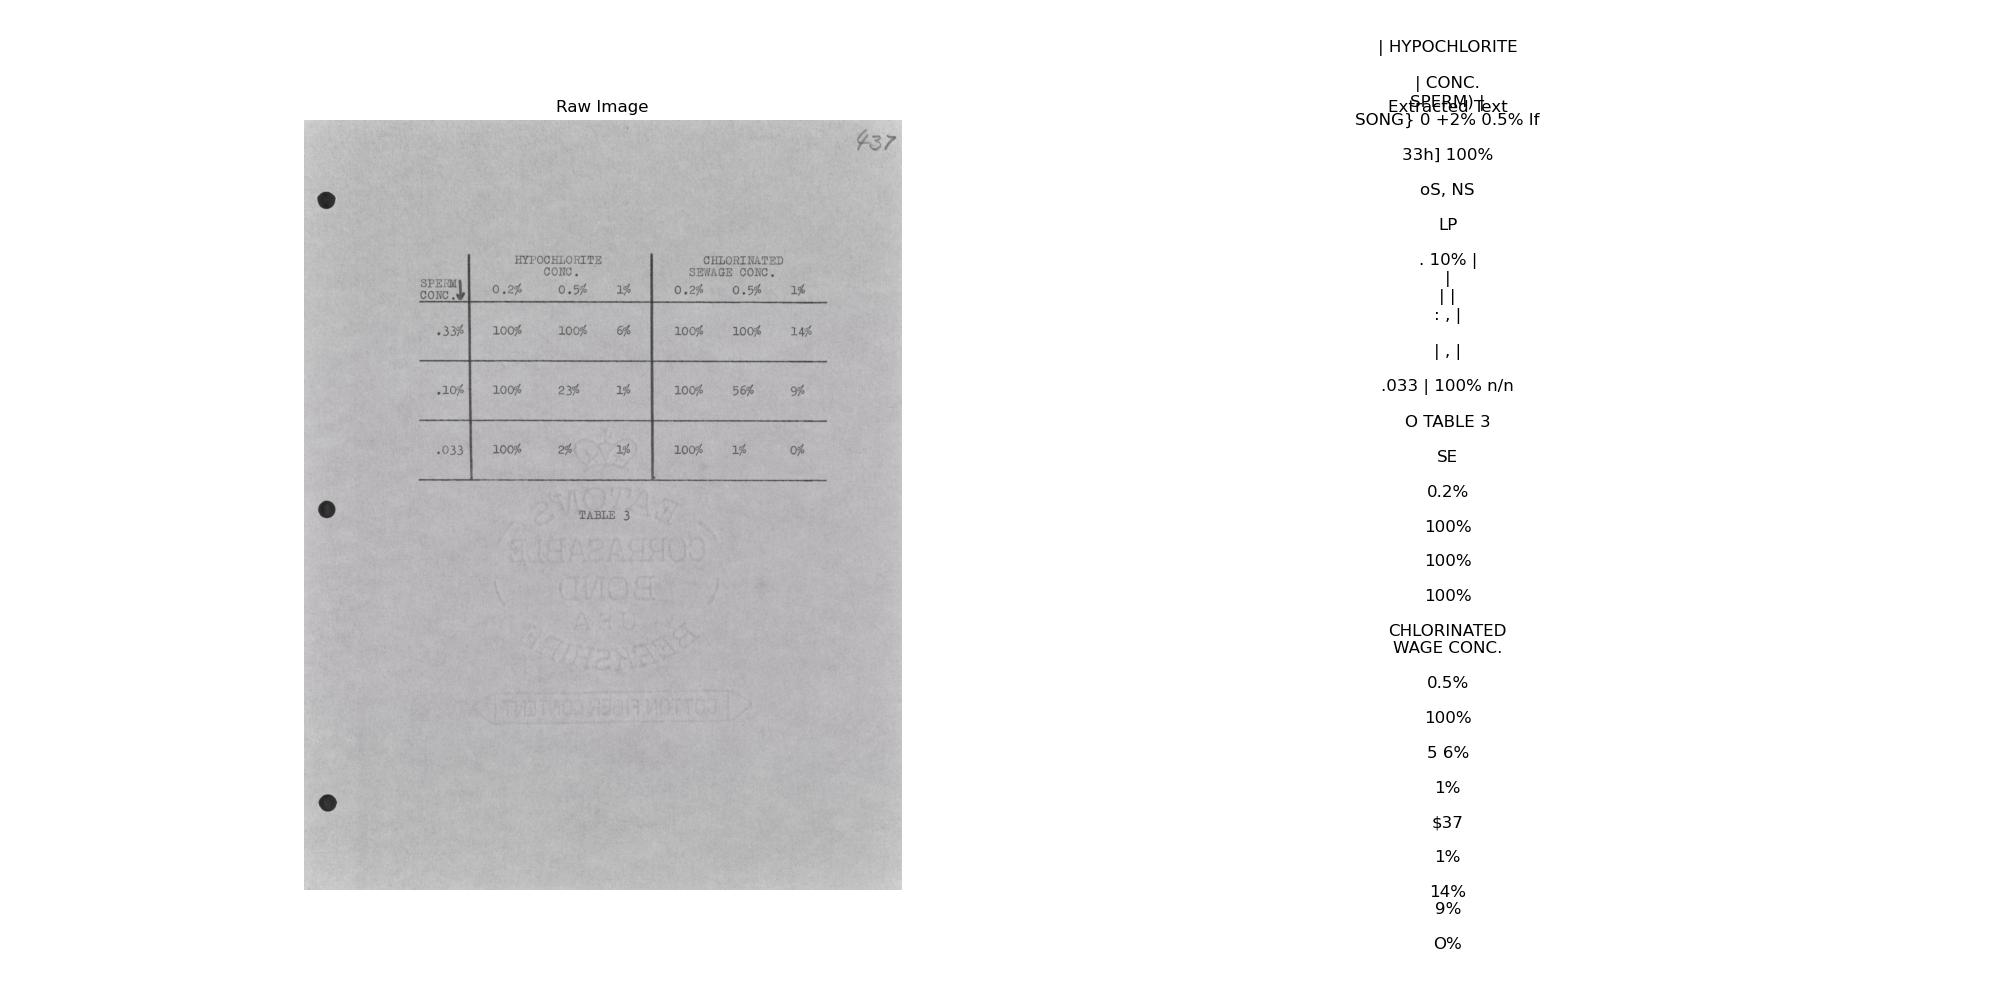 Raw Image
437
HYPOCHLORITE CHLORINATED
CONC. SEWAGE CONC.
SPERM
CONC. 0.2% 0.5% 1% 0.2% 0.5% 1%
.33% 100% 100% 6% 100% 100% 14%
.10% 100% 23% 1% 100% 56% 9%
.033 100% 2% 1% 100% 1% 0%
TABLE 3
EATON'S
CORRASABLE
BOND
BERKSHIRE
COTTON FIBER CONTENT
| HYPOCHLORITE
| CONC.
SPERM) |
Extracted Text
SONG} 0 +2% 0.5% If
33h] 100%
oS, NS
LP
. 10% |
|
| |
: , |
| , |
.033 | 100% n/n
O TABLE 3
SE
0.2%
100%
100%
100%
CHLORINATED
WAGE CONC.
0.5%
100%
5 6%
1%
$37
1%
14%
9%
O%